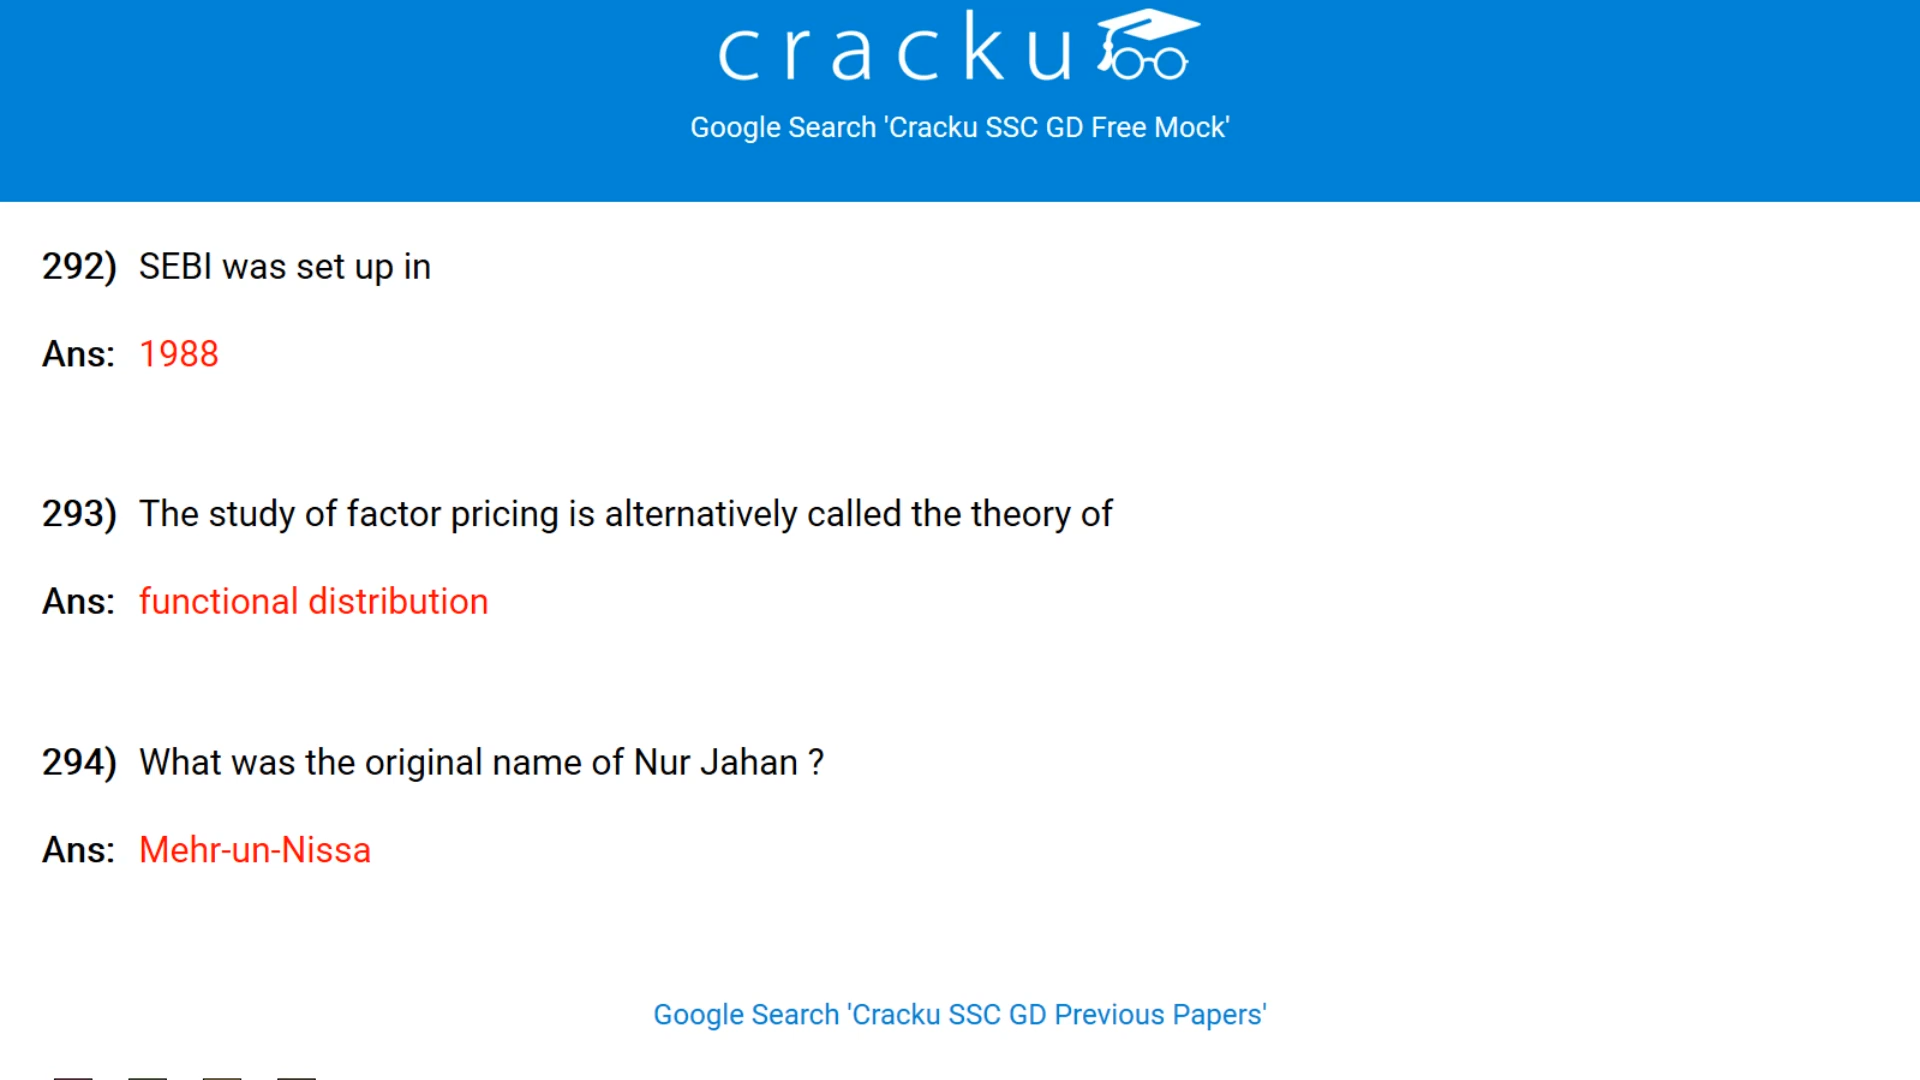 cracku
Google Search 'Cracku SSC GD Free Mock'
292) SEBI was set up in
Ans: 1988
293) The study of factor pricing is alternatively called the theory of
Ans: functional distribution
294) What was the original name of Nur Jahan ?
Ans: Mehr-un-Nissa
Google Search 'Cracku SSC GD Previous Papers'